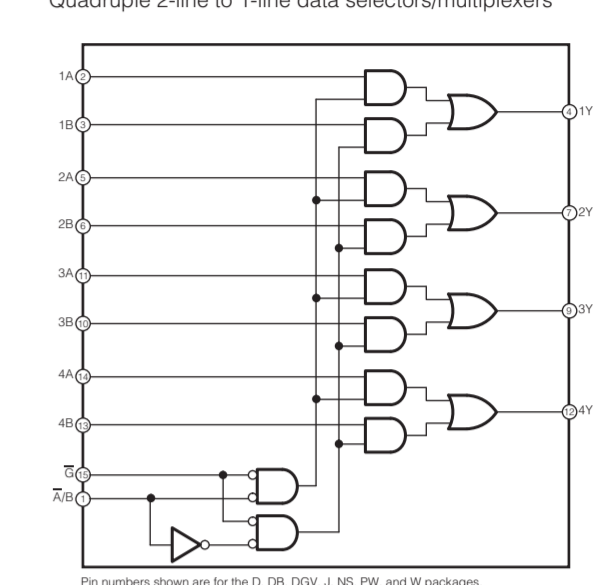 Quadruple 2-line to 1-line data selectors/multiplexers
1A 2
4 1Y
1B 3
2A 5
7 2Y
2B 6
3A 11
9 3Y
3B 10
4A 14
12 4Y
4B 13
G̅ 15
A̅/B 1
Pin numbers shown are for the D, DB, DGV, J, NS, PW, and W packages.